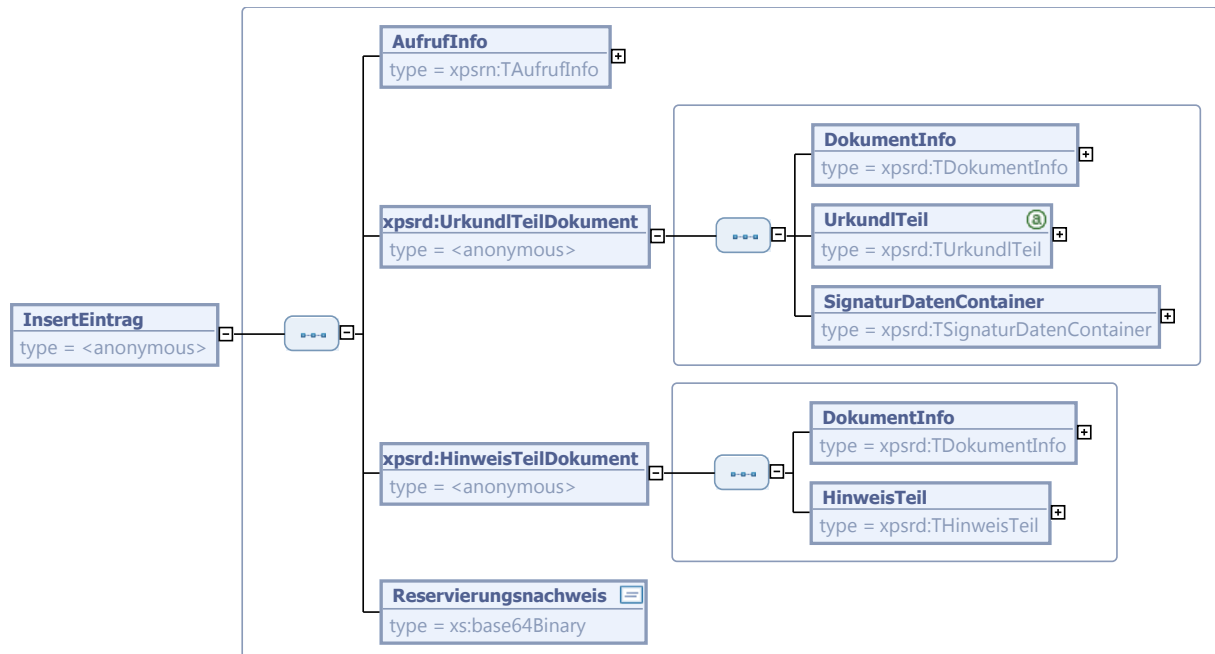 AufrufInfo
type = xpsrn:TAufrufInfo
DokumentInfo
type = xpsrd:TDokumentInfo
xpsrd:UrkundlTeilDokument
type = <anonymous>
UrkundlTeil
a
type = xpsrd:TUrkundlTeil
SignaturDatenContainer
type = xpsrd:TSignaturDatenContainer
InsertEintrag
type = <anonymous>
DokumentInfo
type = xpsrd:TDokumentInfo
xpsrd:HinweisTeilDokument
type = <anonymous>
HinweisTeil
type = xpsrd:THinweisTeil
Reservierungsnachweis
type = xs:base64Binary